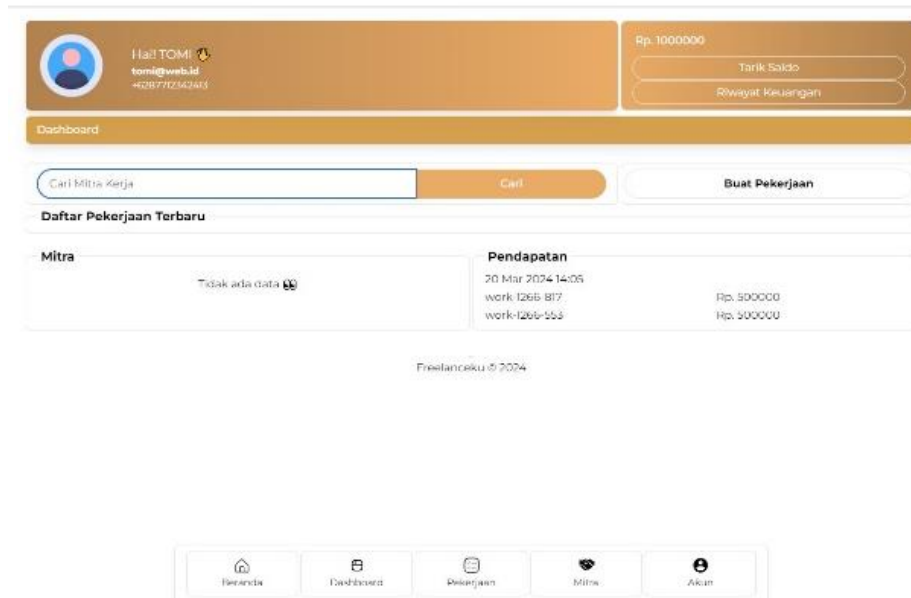 Hai! TOMI
tomi@web.id
Rp. 1000000
Tarik Saldo
Riwayat Keuangan
Dashboard
Cari Mitra Kerja
Cari
Buat Pekerjaan
Daftar Pekerjaan Terbaru
Mitra
Tidak ada data
Pendapatan
20 Mar 2024 14:05
work-1266-817 Rp. 500000
work-1266-553 Rp. 500000
Freelanceku © 2024
Beranda
Dashboard
Pekerjaan
Mitra
Akun